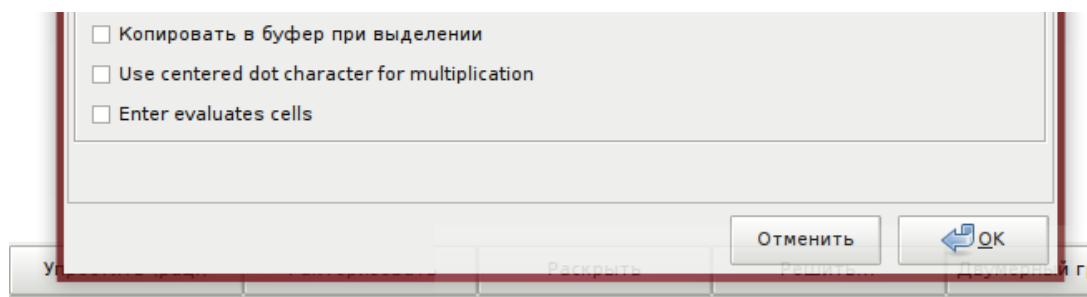 Копировать в буфер при выделении
Use centered dot character for multiplication
Enter evaluates cells
Отменить
OK
Раскрыть
Решить...